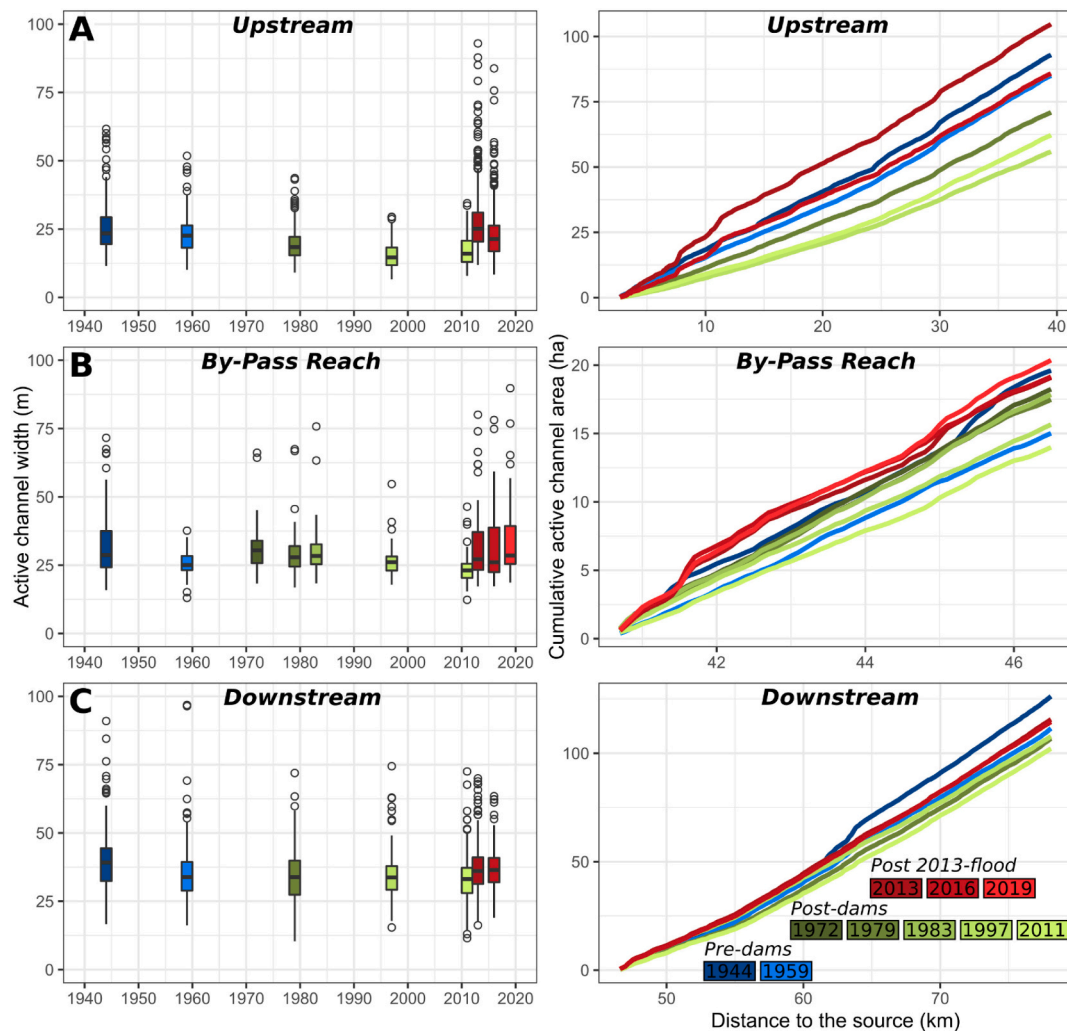 A Upstream
100
75
50
25
0
1940 1950 1960 1970 1980 1990 2000 2010 2020
Upstream
100
75
50
25
0
10 20 30 40
B By-Pass Reach
100
75
50
25
0
1940 1950 1960 1970 1980 1990 2000 2010 2020
Active channel width (m)
By-Pass Reach
20
15
10
5
0
42 44 46
Cumulative active channel area (ha)
C Downstream
100
75
50
25
0
1940 1950 1960 1970 1980 1990 2000 2010 2020
Downstream
100
50
0
Post 2013-flood
2013 2016 2019
Post-dams
1972 1979 1983 1997 2011
Pre-dams
1944 1959
50 60 70
Distance to the source (km)